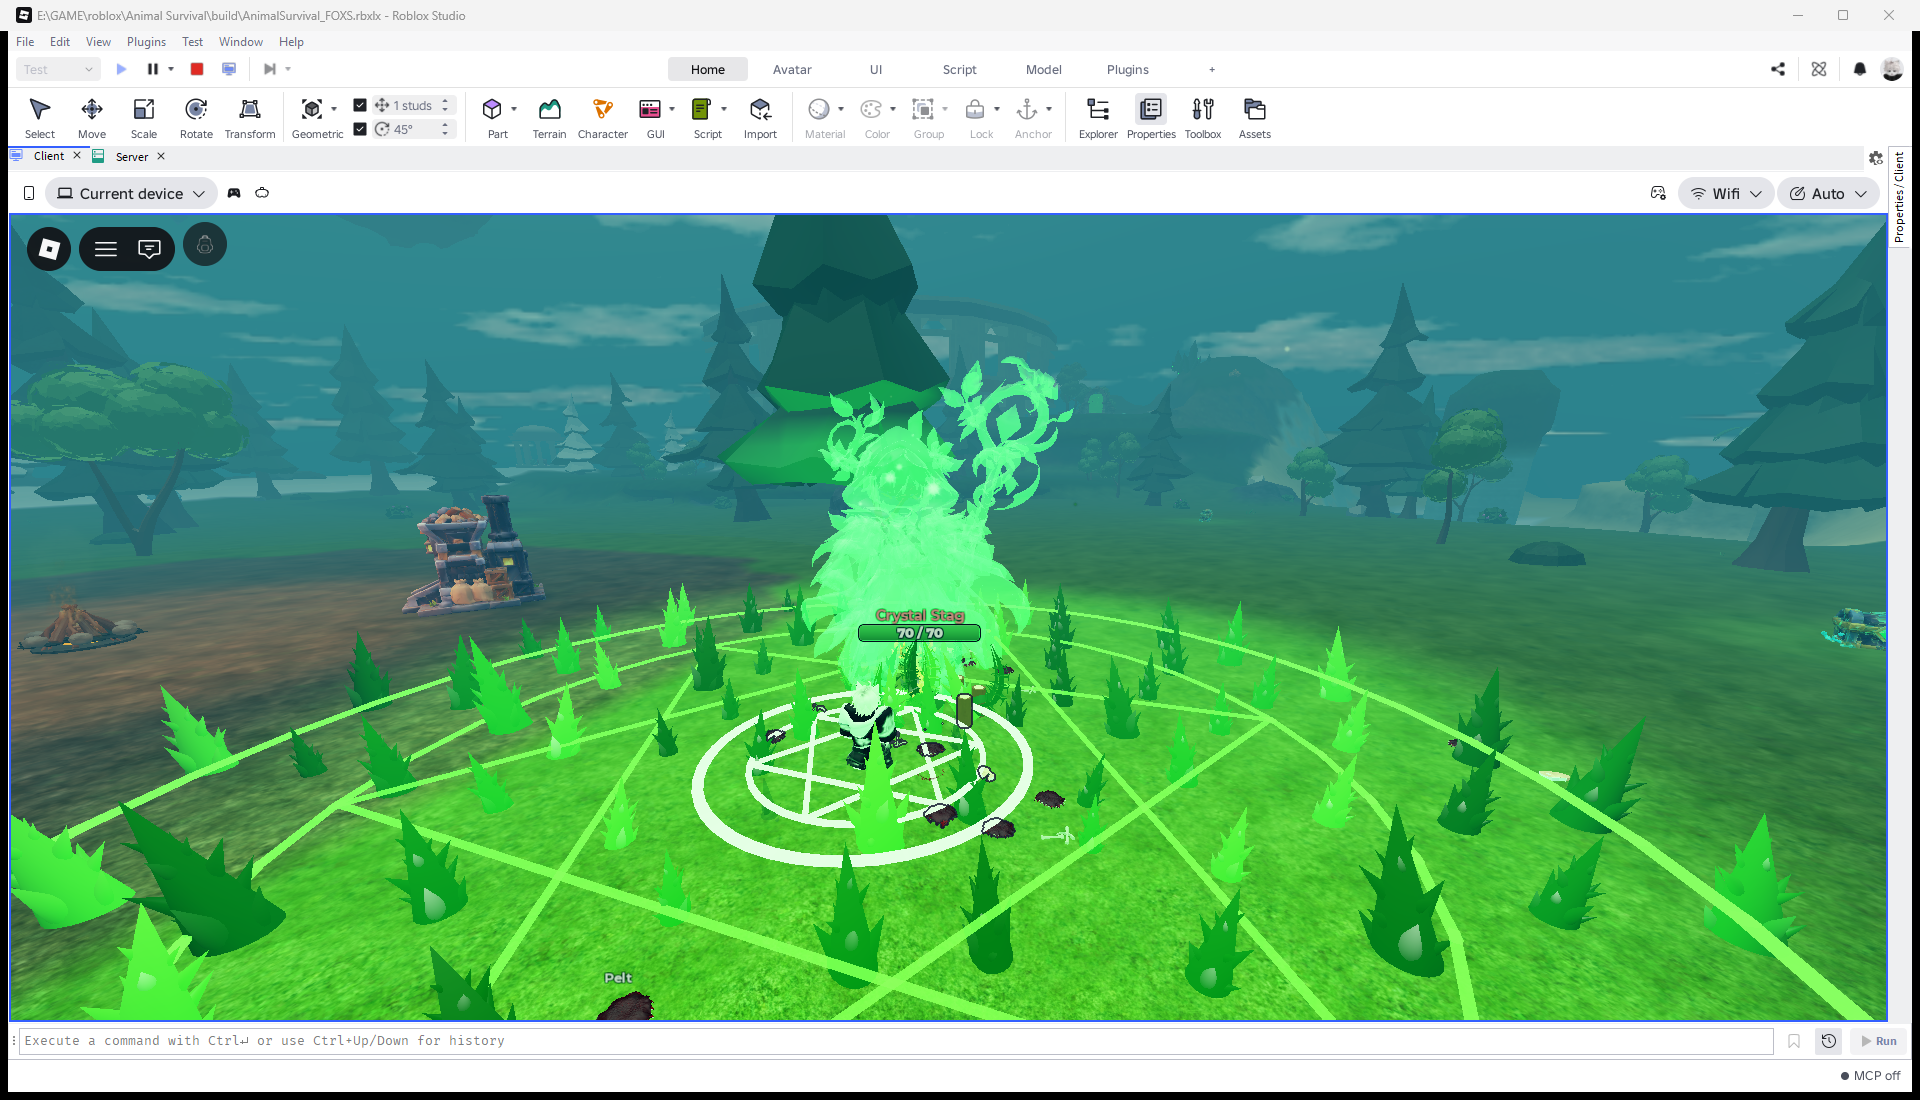 E:\GAME\roblox\Animal Survival\build\AnimalSurvival_FOXS.rbxlx - Roblox Studio
File Edit View Plugins Test Window Help
Test
Home Avatar UI Script Model Plugins +
Select Move Scale Rotate Transform Geometric
1 studs
45°
Part Terrain Character GUI Script Import
Material Color Group Lock Anchor
Explorer Properties Toolbox Assets
Client Server
Properties / Client
Current device
Wifi
Auto
Crystal Stag
70 / 70
Pelt
Execute a command with Ctrl↵ or use Ctrl+Up/Down for history
Run
MCP off